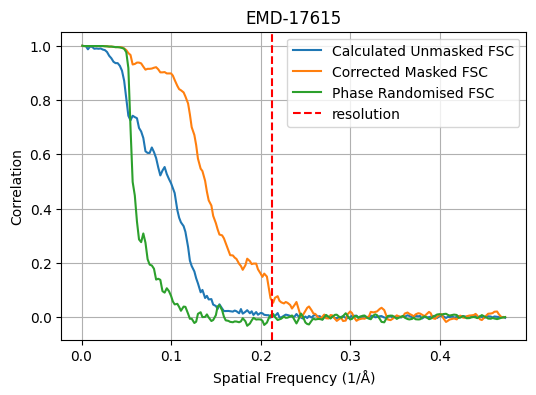 EMD-17615
Calculated Unmasked FSC
Corrected Masked FSC
Phase Randomised FSC
resolution
Correlation
1.0
0.8
0.6
0.4
0.2
0.0
0.0 0.1 0.2 0.3 0.4
Spatial Frequency (1/Å)